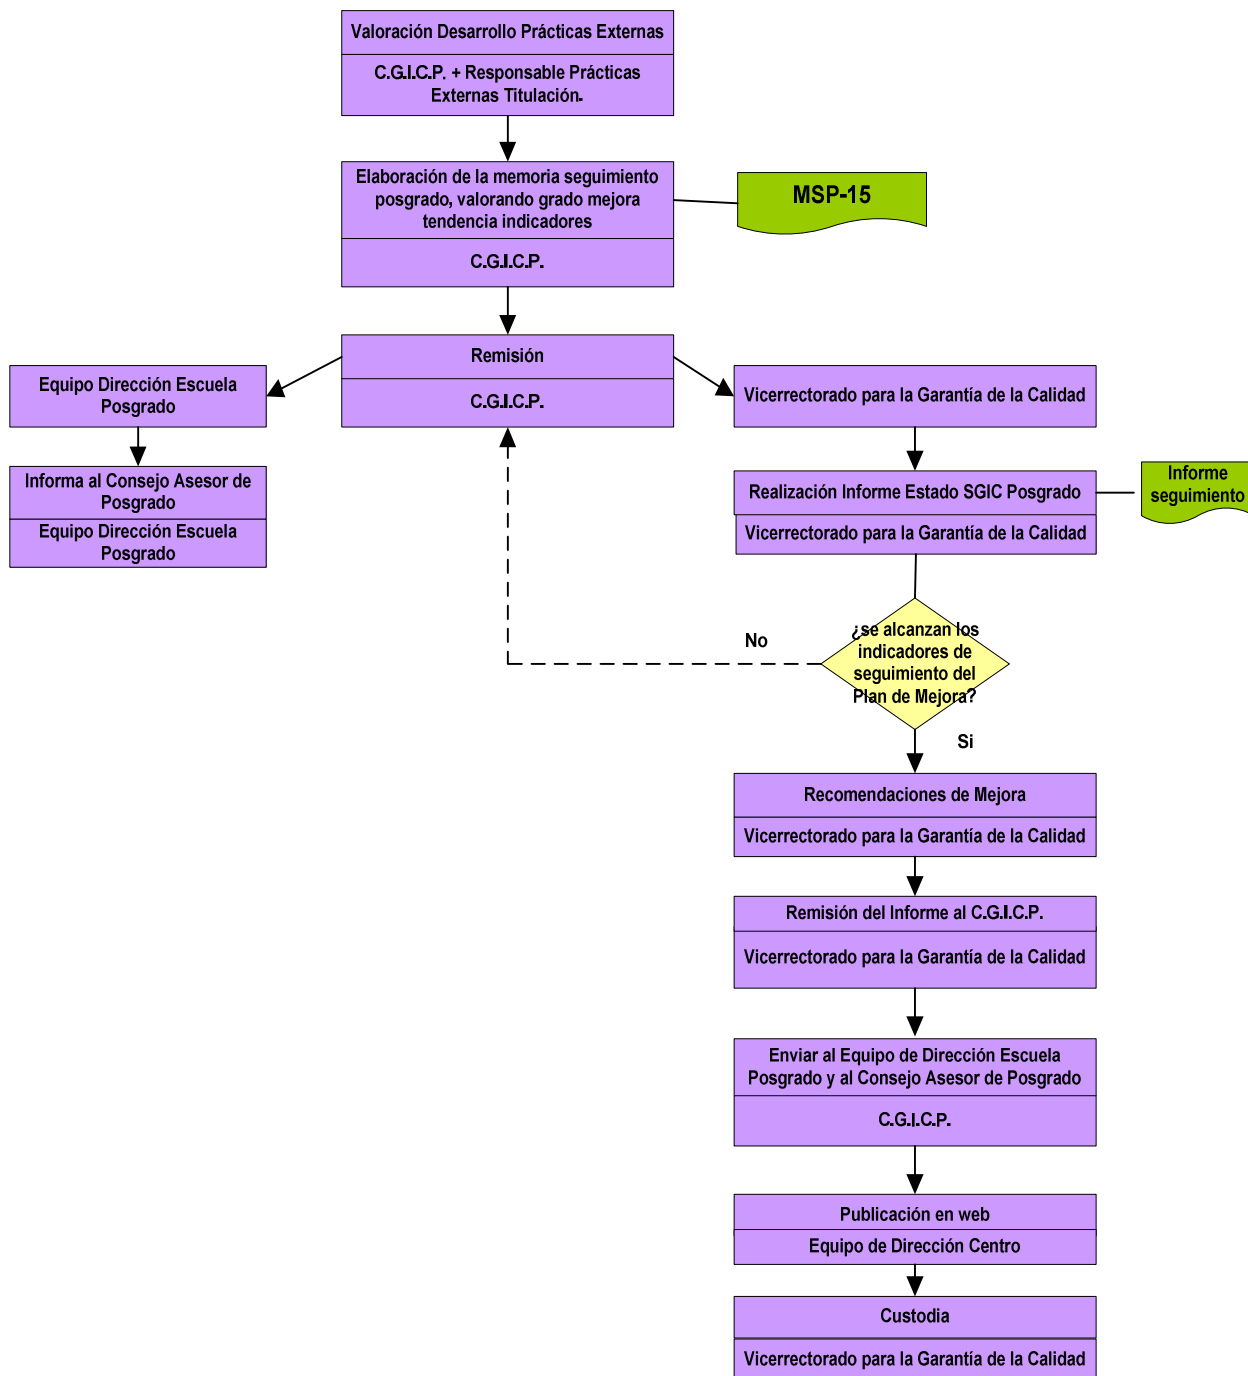 Valoración Desarrollo Prácticas Externas
C.G.I.C.P. + Responsable Prácticas
Externas Titulación.
Elaboración de la memoria seguimiento
posgrado, valorando grado mejora
tendencia indicadores
C.G.I.C.P.
MSP-15
Remisión
C.G.I.C.P.
Equipo Dirección Escuela
Posgrado
Informa al Consejo Asesor de
Posgrado
Equipo Dirección Escuela
Posgrado
Vicerrectorado para la Garantía de la Calidad
Realización Informe Estado SGIC Posgrado
Vicerrectorado para la Garantía de la Calidad
Informe
seguimiento
¿se alcanzan los
indicadores de
seguimiento del
Plan de Mejora?
No
Si
Recomendaciones de Mejora
Vicerrectorado para la Garantía de la Calidad
Remisión del Informe al C.G.I.C.P.
Vicerrectorado para la Garantía de la Calidad
Enviar al Equipo de Dirección Escuela
Posgrado y al Consejo Asesor de Posgrado
C.G.I.C.P.
Publicación en web
Equipo de Dirección Centro
Custodia
Vicerrectorado para la Garantía de la Calidad